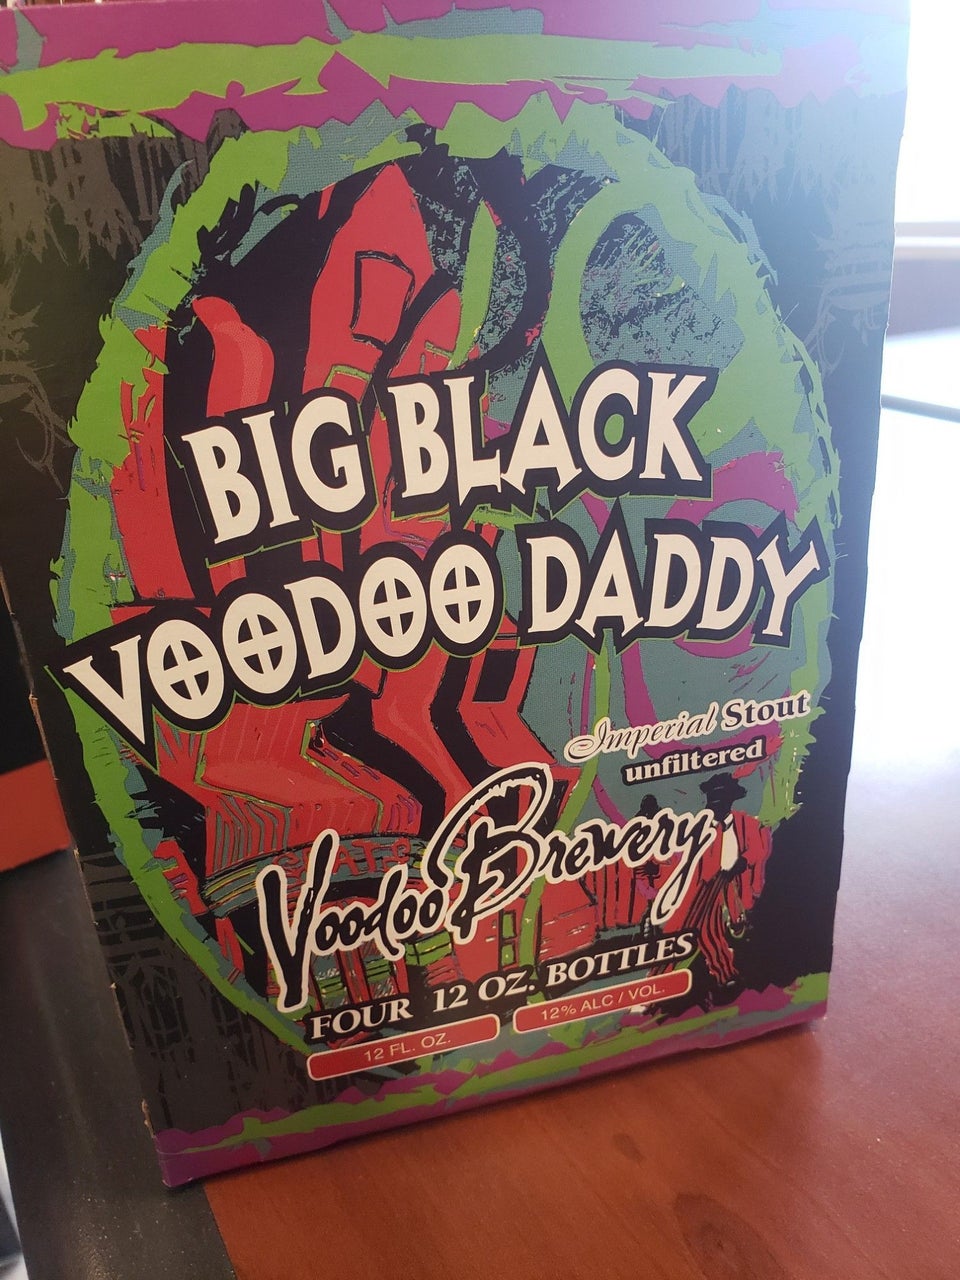 BIG BLACK
VOODOO DADDY
Imperial Stout
unfiltered
Voodoo Brewery
FOUR 12 OZ. BOTTLES
12 FL. OZ. 12% ALC / VOL.